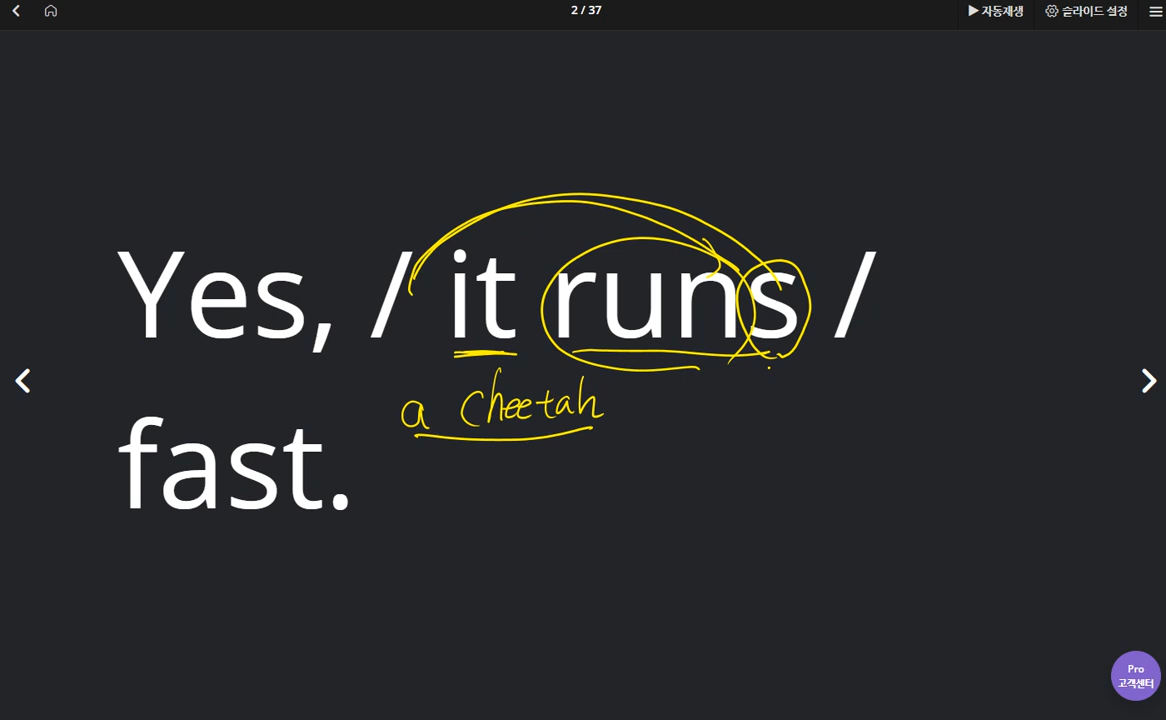 2 / 37
▶ 자동재생
슬라이드 설정
Yes, / it runs /
a cheetah
fast.
Pro
고객센터